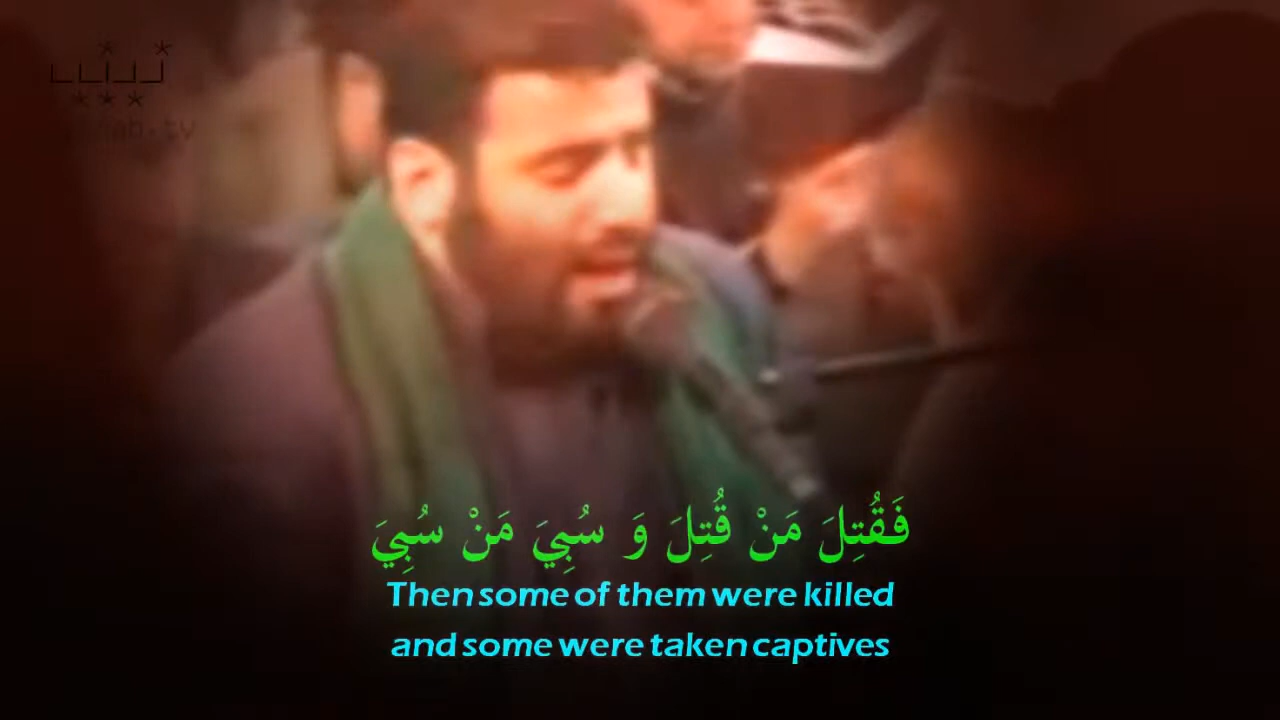 فَقُتِلَ مَنْ قُتِلَ وَ سُبِيَ مَنْ سُبِيَ
Then some of them were killed
and some were taken captives